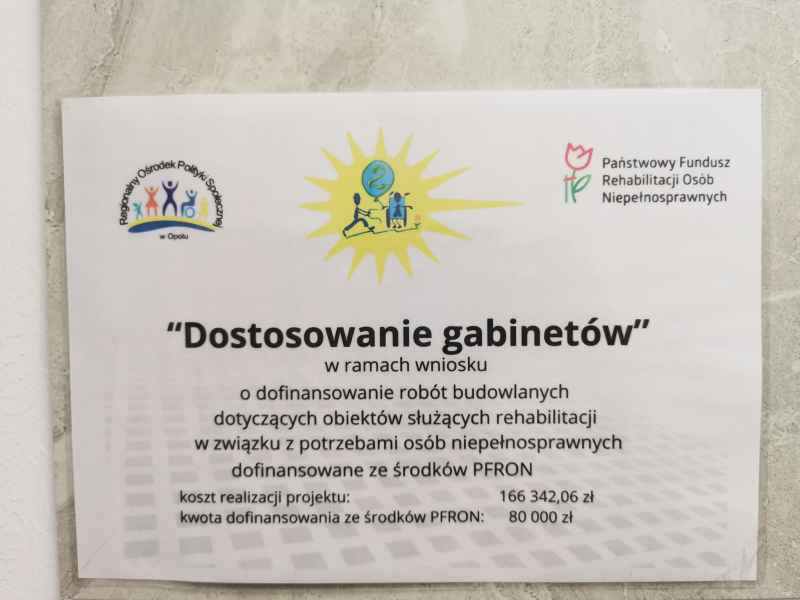 Regionalny Ośrodek Polityki Społecznej
w Opolu
2
Państwowy Fundusz
Rehabilitacji Osób
Niepełnosprawnych
“Dostosowanie gabinetów”
w ramach wniosku
o dofinansowanie robót budowlanych
dotyczących obiektów służących rehabilitacji
w związku z potrzebami osób niepełnosprawnych
dofinansowane ze środków PFRON
koszt realizacji projektu: 166 342,06 zł
kwota dofinansowania ze środków PFRON: 80 000 zł